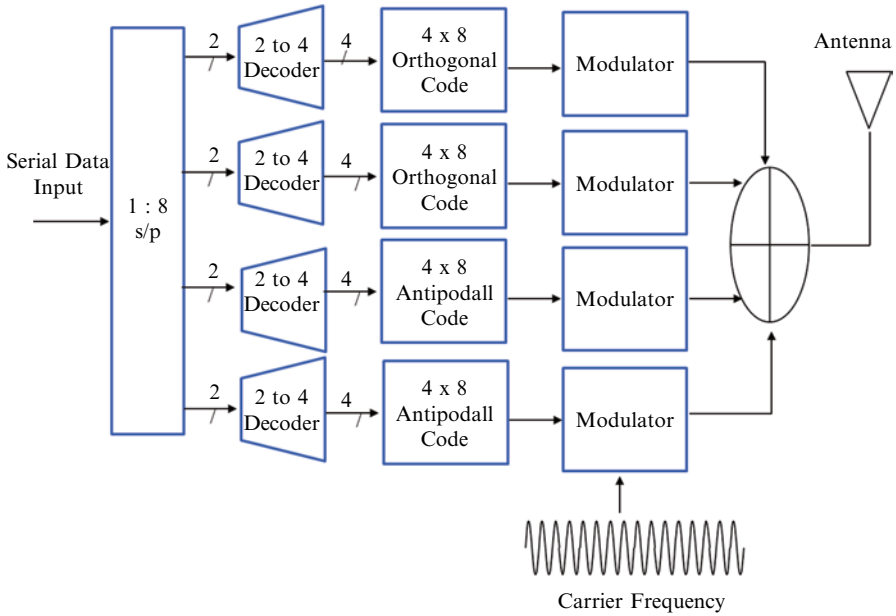 Serial Data
Input
1 : 8
s/p
2
2 to 4
Decoder
4
4 x 8
Orthogonal
Code
Modulator
2
2 to 4
Decoder
4
4 x 8
Orthogonal
Code
Modulator
2
2 to 4
Decoder
4
4 x 8
Antipodall
Code
Modulator
2
2 to 4
Decoder
4
4 x 8
Antipodall
Code
Modulator
Antenna
Carrier Frequency